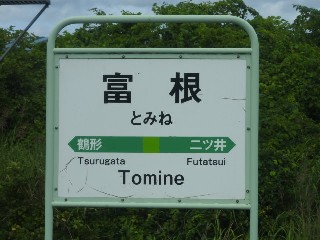 富根
とみね
鶴形 二ツ井
Tsurugata Futatsui
Tomine